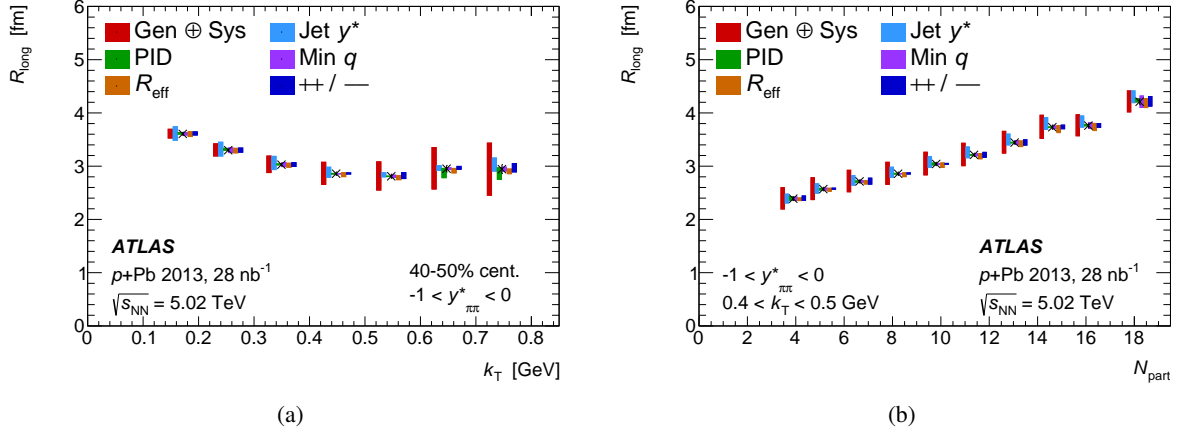 R_long [fm]
6
5
4
3
2
1
0
Gen ⊕ Sys
PID
R_eff
Jet y*
Min q
++ / −−
ATLAS
p+Pb 2013, 28 nb⁻¹
√s_NN = 5.02 TeV
40-50% cent.
-1 < y*_ππ < 0
0 0.1 0.2 0.3 0.4 0.5 0.6 0.7 0.8
k_T [GeV]
(a)
R_long [fm]
6
5
4
3
2
1
0
Gen ⊕ Sys
PID
R_eff
Jet y*
Min q
++ / −−
-1 < y*_ππ < 0
0.4 < k_T < 0.5 GeV
ATLAS
p+Pb 2013, 28 nb⁻¹
√s_NN = 5.02 TeV
0 2 4 6 8 10 12 14 16 18
N_part
(b)